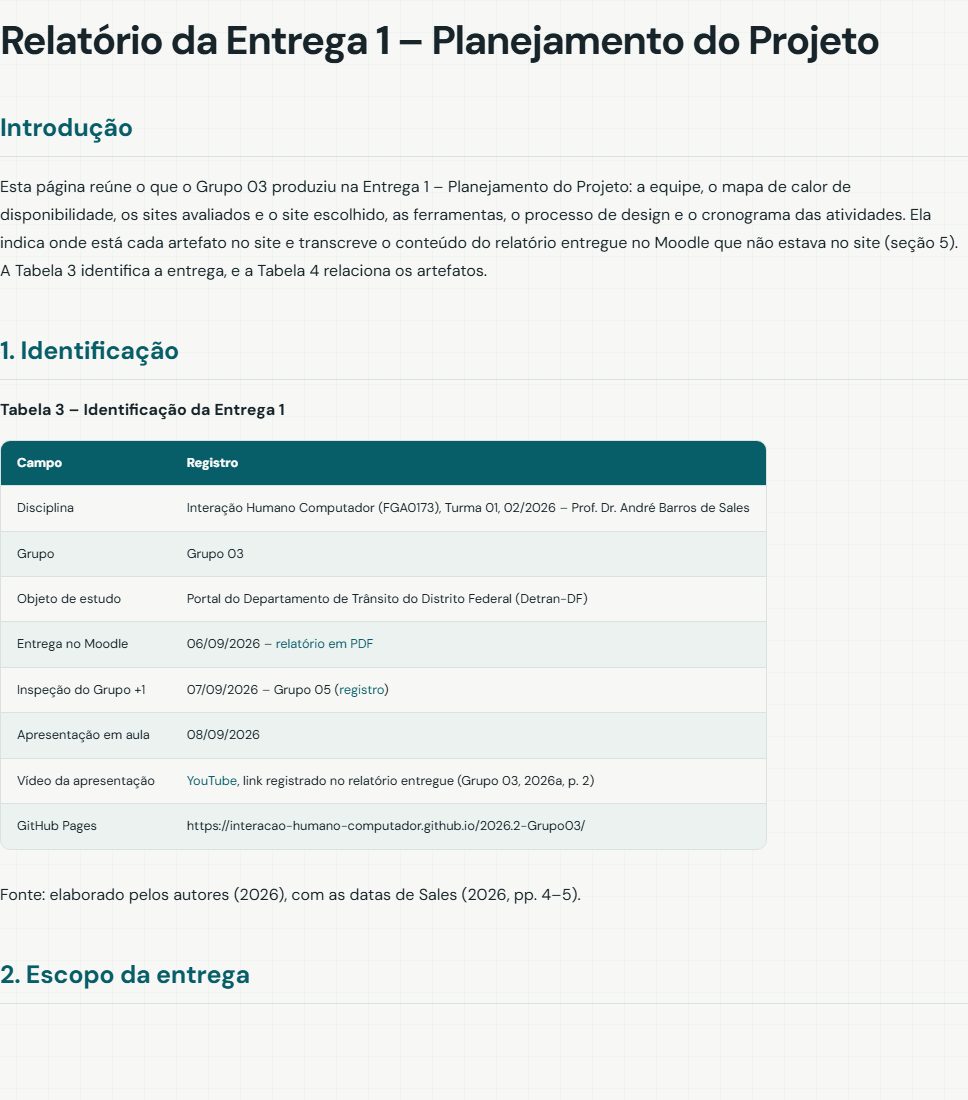 Relatório da Entrega 1 – Planejamento do Projeto
Introdução
Esta página reúne o que o Grupo 03 produziu na Entrega 1 – Planejamento do Projeto: a equipe, o mapa de calor de
disponibilidade, os sites avaliados e o site escolhido, as ferramentas, o processo de design e o cronograma das atividades. Ela
indica onde está cada artefato no site e transcreve o conteúdo do relatório entregue no Moodle que não estava no site (seção 5).
A Tabela 3 identifica a entrega, e a Tabela 4 relaciona os artefatos.
1. Identificação
Tabela 3 – Identificação da Entrega 1
Campo Registro
Disciplina Interação Humano Computador (FGA0173), Turma 01, 02/2026 – Prof. Dr. André Barros de Sales
Grupo Grupo 03
Objeto de estudo Portal do Departamento de Trânsito do Distrito Federal (Detran-DF)
Entrega no Moodle 06/09/2026 – relatório em PDF
Inspeção do Grupo +1 07/09/2026 – Grupo 05 (registro)
Apresentação em aula 08/09/2026
Vídeo da apresentação YouTube, link registrado no relatório entregue (Grupo 03, 2026a, p. 2)
GitHub Pages https://interacao-humano-computador.github.io/2026.2-Grupo03/
Fonte: elaborado pelos autores (2026), com as datas de Sales (2026, pp. 4–5).
2. Escopo da entrega